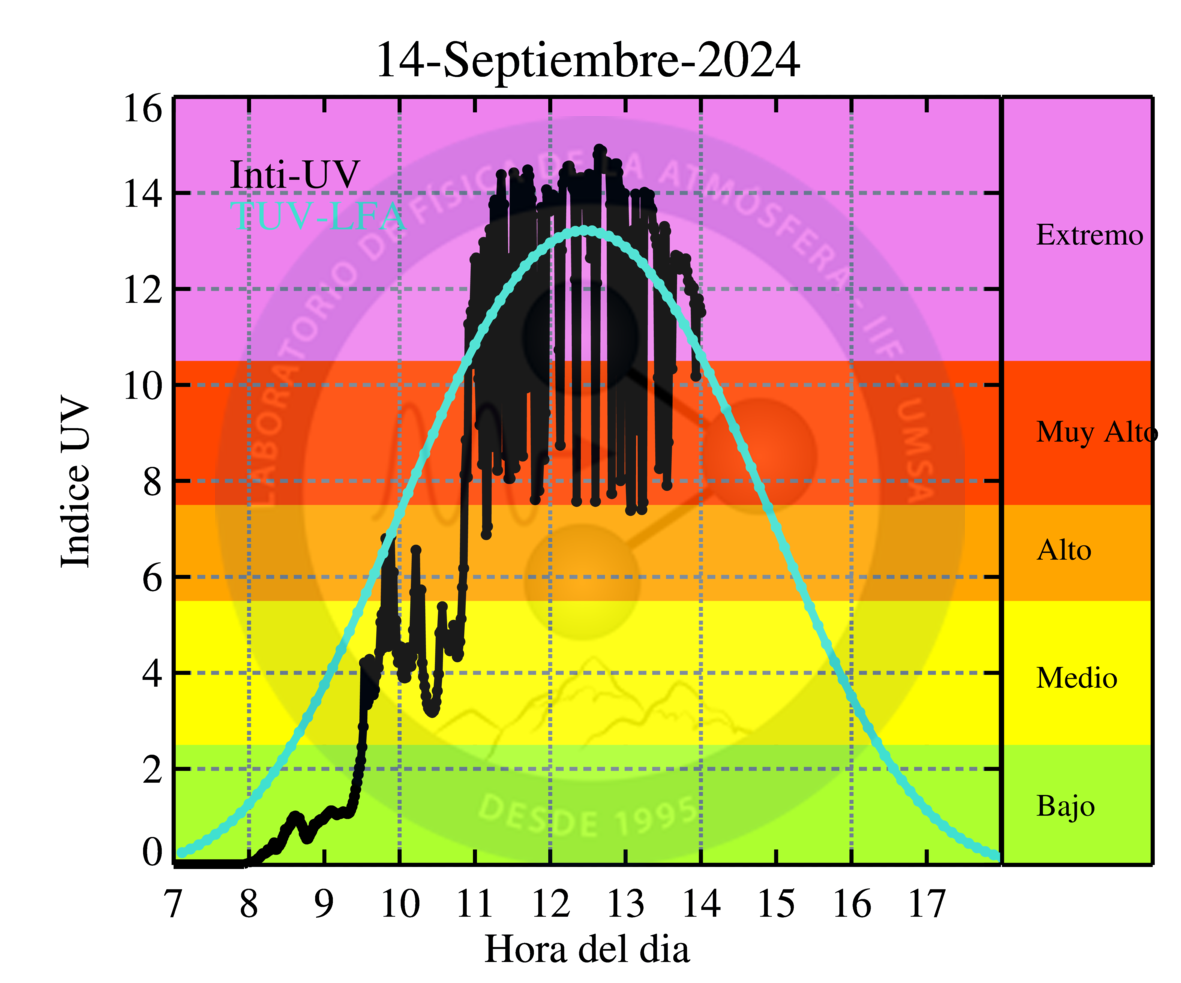 14-Septiembre-2024
16
14
12
10
8
6
4
2
0
Indice UV
Inti-UV
TUV-LFA
LABORATORIO DE FÍSICA DE LA ATMÓSFERA - IIF - UMSA
DESDE 1995
Extremo
Muy Alto
Alto
Medio
Bajo
7 8 9 10 11 12 13 14 15 16 17
Hora del dia